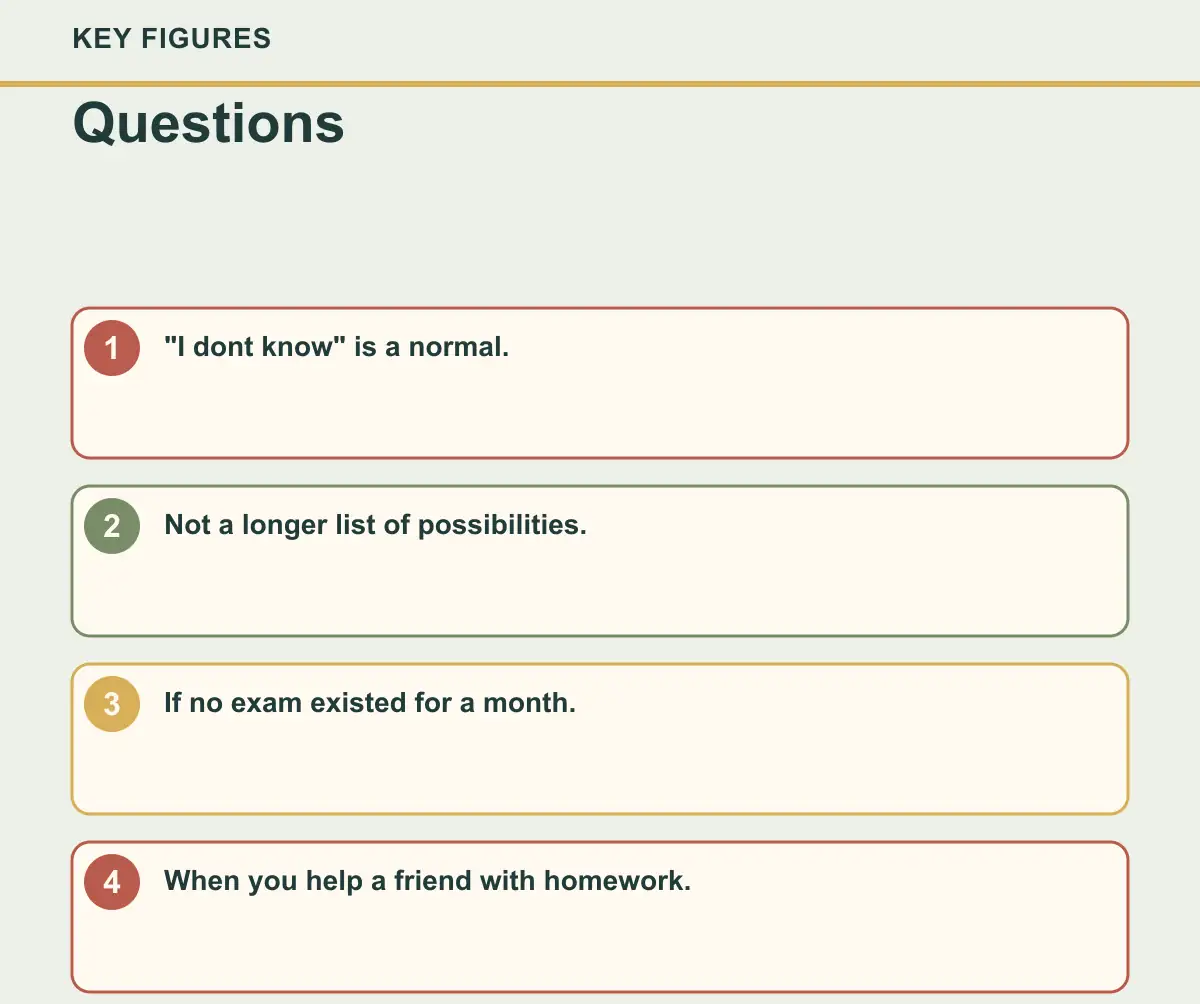 KEY FIGURES
Questions
1
"I dont know" is a normal.
2
Not a longer list of possibilities.
3
If no exam existed for a month.
4
When you help a friend with homework.